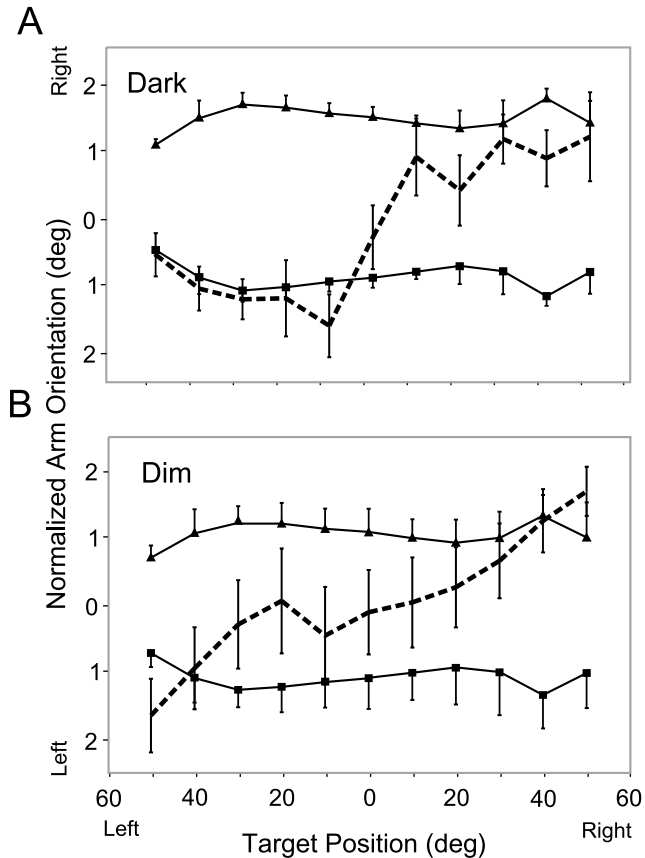 A
Right
Dark
2
1
0
1
2
Normalized Arm Orientation (deg)
B
Dim
2
1
0
1
2
Left
60 40 20 0 20 40 60
Left Right
Target Position (deg)